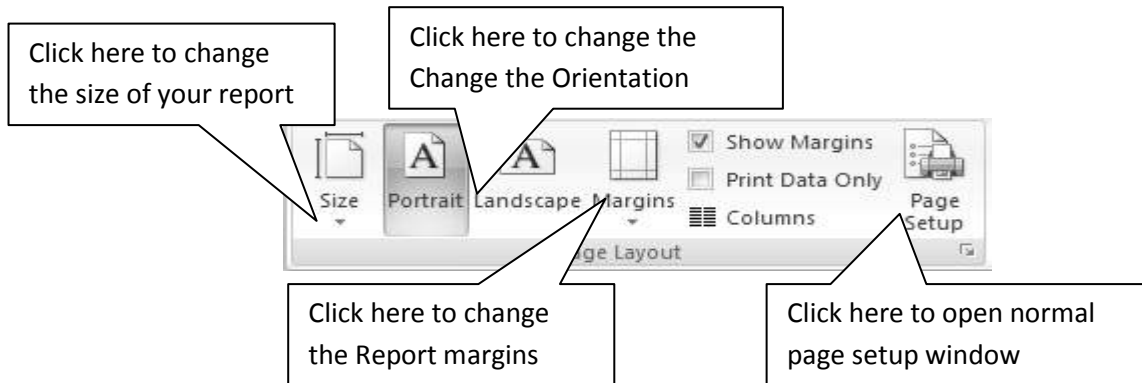 Click here to change
the size of your report
Click here to change the
Change the Orientation
Size
Portrait
Landscape
Margins
Show Margins
Print Data Only
Columns
Page
Setup
age Layout
Click here to change
the Report margins
Click here to open normal
page setup window